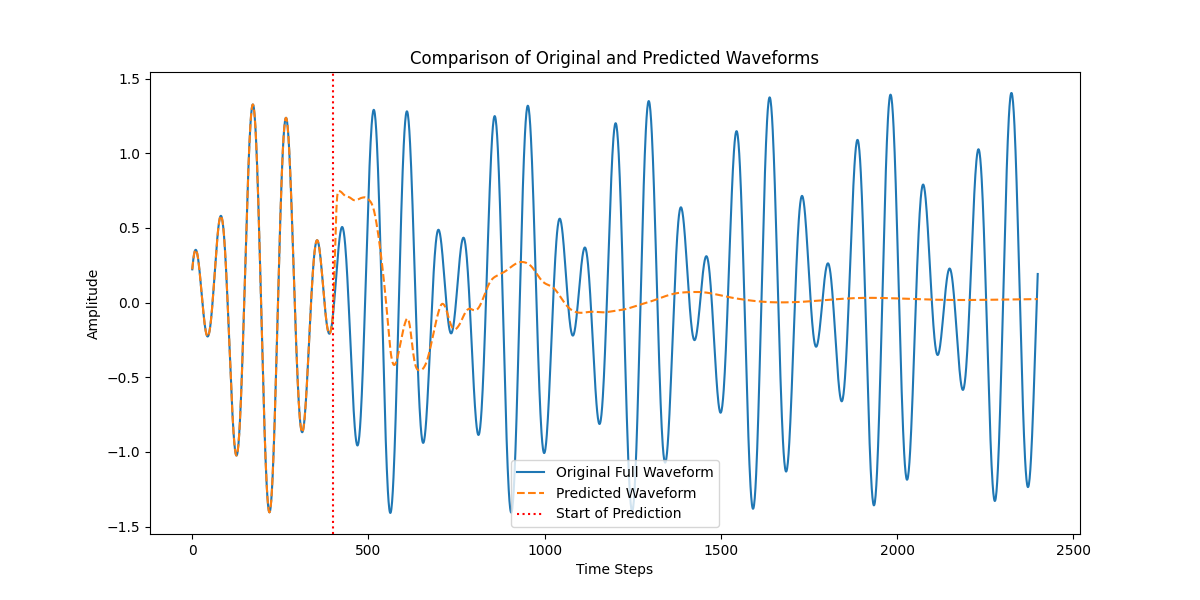 Comparison of Original and Predicted Waveforms
Amplitude
1.5
1.0
0.5
0.0
−0.5
−1.0
−1.5
Original Full Waveform
Predicted Waveform
Start of Prediction
0 500 1000 1500 2000 2500
Time Steps